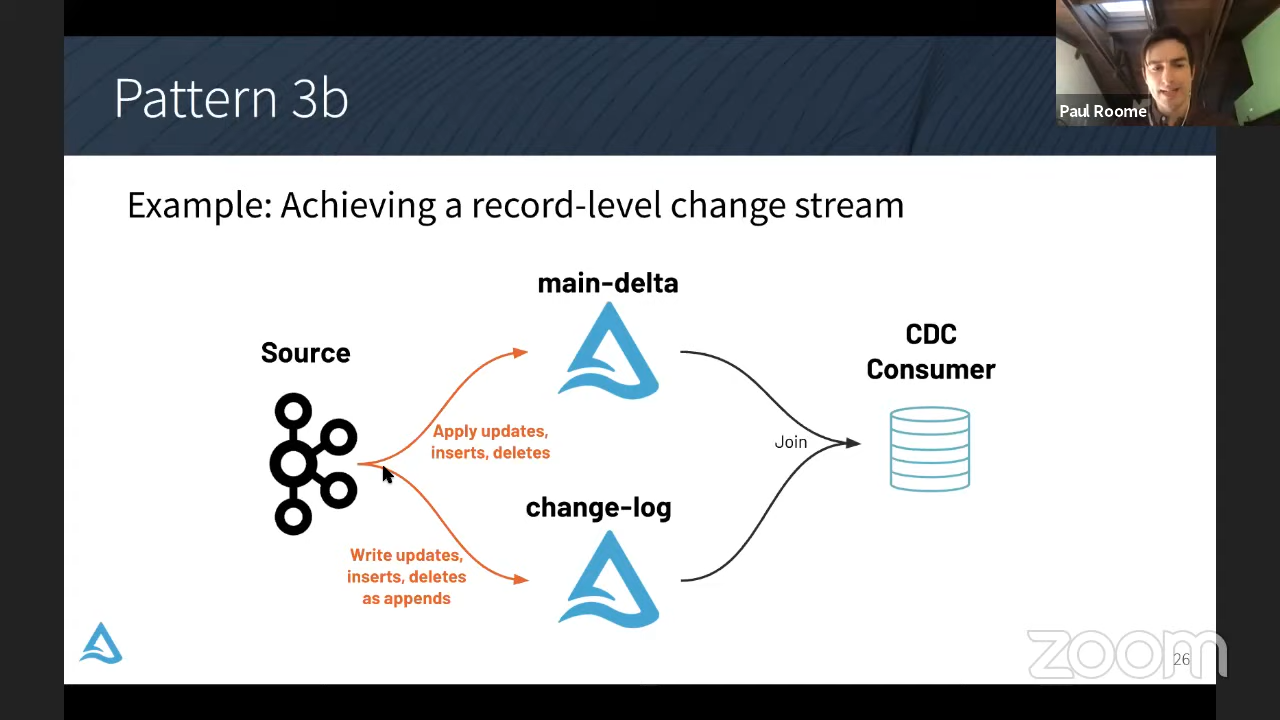 Pattern 3b
Paul Roome
Example: Achieving a record-level change stream
main-delta
CDC
Consumer
Source
Apply updates,
inserts, deletes
Join
change-log
Write updates,
inserts, deletes
as appends
zoom
26